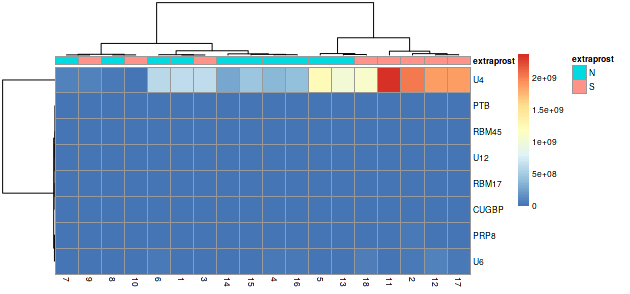 extraprost
extraprost
N
S
U4
PTB
RBM45
U12
RBM17
CUGBP
PRP8
U6
2e+09
1.5e+09
1e+09
5e+08
0
7 9 8 10 6 1 3 14 15 4 16 5 13 18 11 2 12 17